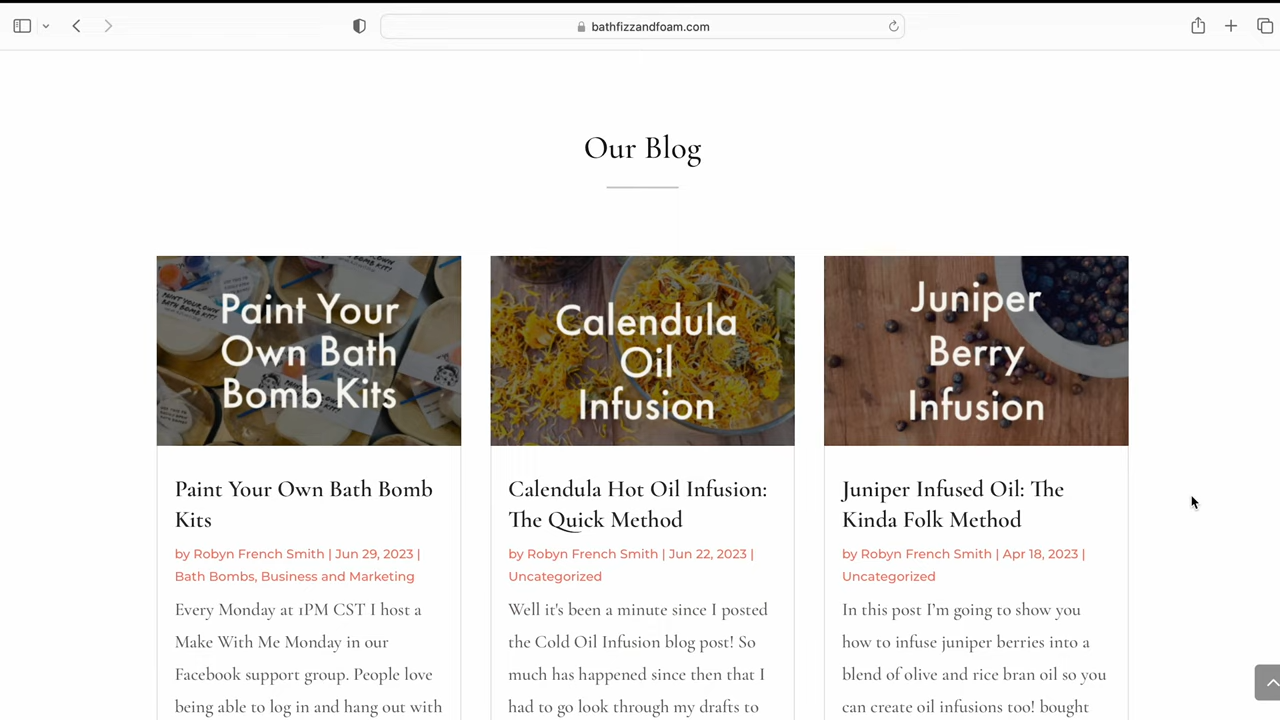 bathfizzandfoam.com
Our Blog
Paint Your
Own Bath
Bomb Kits
Calendula
Oil
Infusion
Juniper
Berry
Infusion
Paint Your Own Bath Bomb
Kits
by Robyn French Smith | Jun 29, 2023 |
Bath Bombs, Business and Marketing
Every Monday at 1PM CST I host a
Make With Me Monday in our
Facebook support group. People love
being able to log in and hang out with
Calendula Hot Oil Infusion:
The Quick Method
by Robyn French Smith | Jun 22, 2023 |
Uncategorized
Well it's been a minute since I posted
the Cold Oil Infusion blog post! So
much has happened since then that I
had to go look through my drafts to
Juniper Infused Oil: The
Kinda Folk Method
by Robyn French Smith | Apr 18, 2023 |
Uncategorized
In this post I’m going to show you
how to infuse juniper berries into a
blend of olive and rice bran oil so you
can create oil infusions too! bought